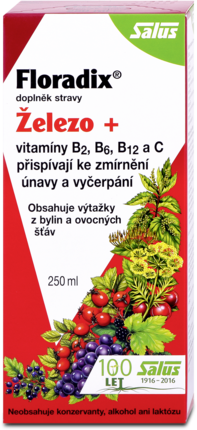 Salus
Floradix®
doplněk stravy
Železo +
vitamíny B2, B6, B12 a C
přispívají ke zmírnění
únavy a vyčerpání
Obsahuje výtažky
z bylin a ovocných
šťáv
250 ml
100 LET
Salus
1916 - 2016
Neobsahuje konzervanty, alkohol ani laktózu